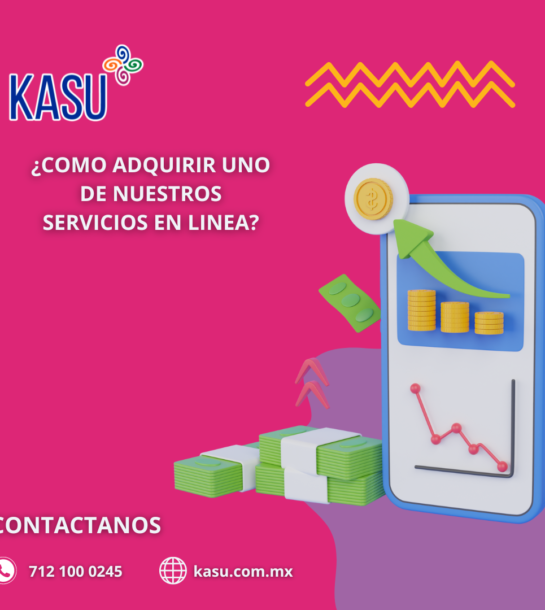 KASU
¿COMO ADQUIRIR UNO
DE NUESTROS
SERVICIOS EN LINEA?
CONTACTANOS
712 100 0245
kasu.com.mx